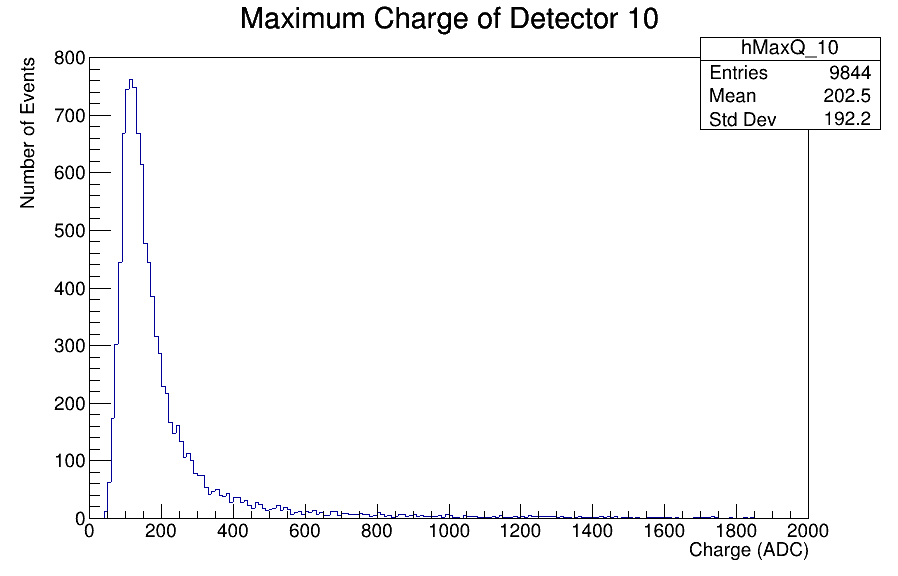 Maximum Charge of Detector 10
hMaxQ_10
Entries 9844
Mean 202.5
Std Dev 192.2
Number of Events
800
700
600
500
400
300
200
100
0
0 200 400 600 800 1000 1200 1400 1600 1800 2000
Charge (ADC)